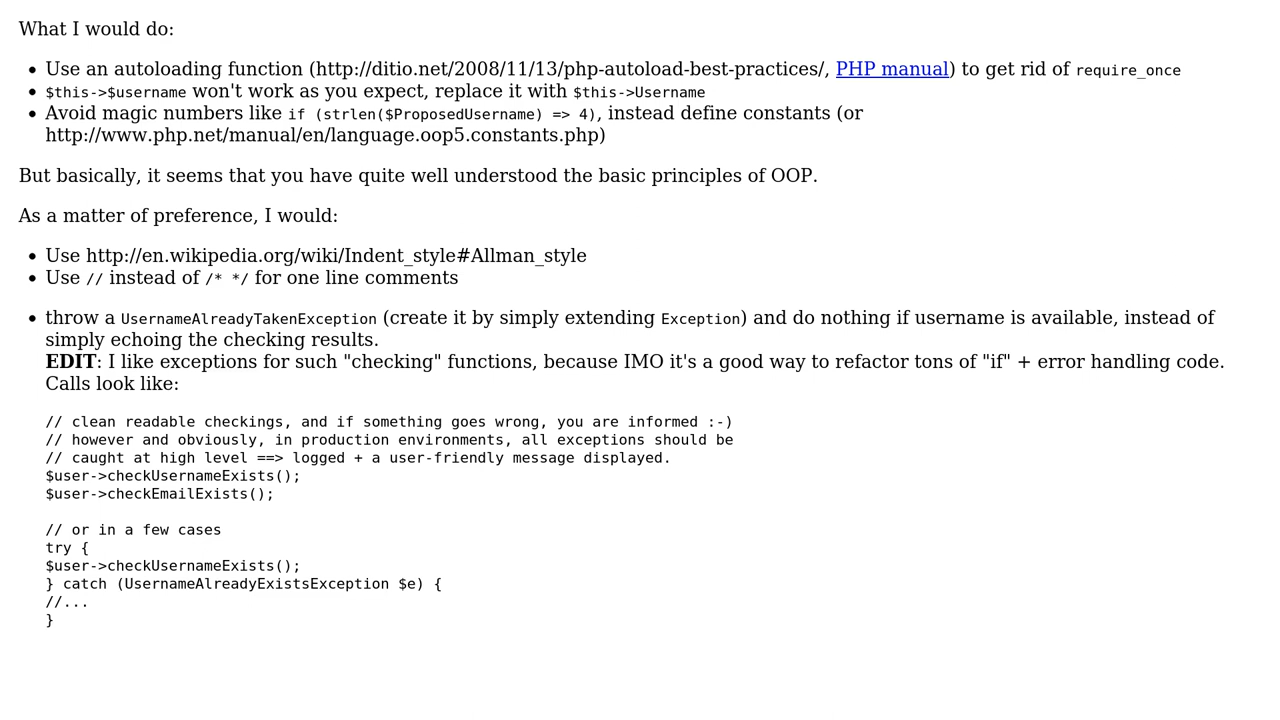 What I would do:
Use an autoloading function (http://ditio.net/2008/11/13/php-autoload-best-practices/, PHP manual) to get rid of require_once
$this->$username won't work as you expect, replace it with $this->Username
Avoid magic numbers like if (strlen($ProposedUsername) => 4), instead define constants (or
http://www.php.net/manual/en/language.oop5.constants.php)
But basically, it seems that you have quite well understood the basic principles of OOP.
As a matter of preference, I would:
Use http://en.wikipedia.org/wiki/Indent_style#Allman_style
Use // instead of /* */ for one line comments
throw a UsernameAlreadyTakenException (create it by simply extending Exception) and do nothing if username is available, instead of
simply echoing the checking results.
EDIT: I like exceptions for such "checking" functions, because IMO it's a good way to refactor tons of "if" + error handling code.
Calls look like:
// clean readable checkings, and if something goes wrong, you are informed :-)
// however and obviously, in production environments, all exceptions should be
// caught at high level ==> logged + a user-friendly message displayed.
$user->checkUsernameExists();
$user->checkEmailExists();
// or in a few cases
try {
$user->checkUsernameExists();
} catch (UsernameAlreadyExistsException $e) {
//...
}